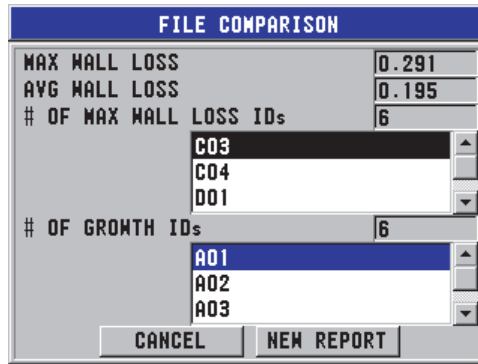 FILE COMPARISON
MAX WALL LOSS 0.291
AVG WALL LOSS 0.195
# OF MAX WALL LOSS IDs 6
C03
C04
D01
# OF GROWTH IDs 6
A01
A02
A03
CANCEL NEW REPORT